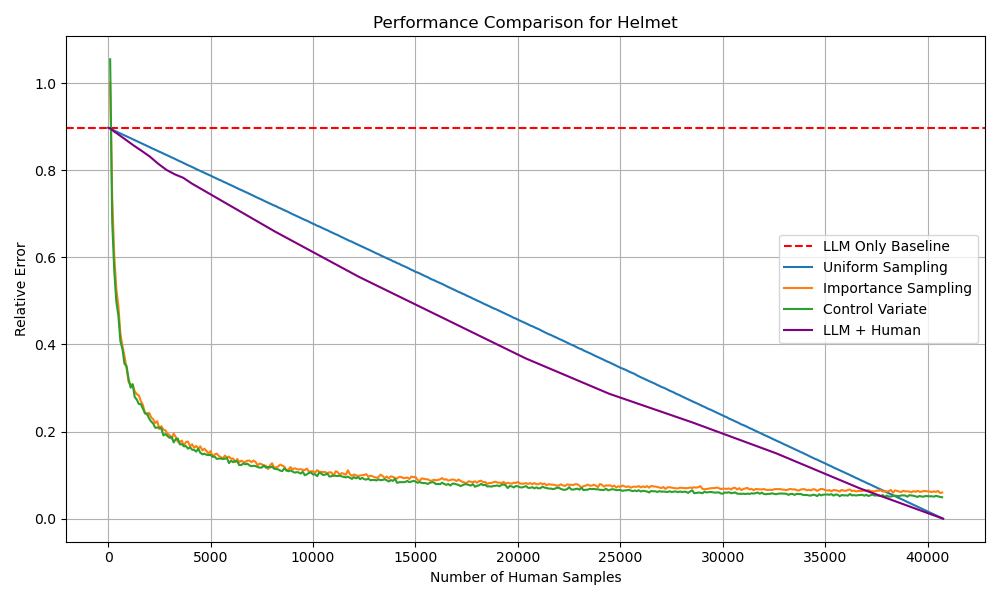 Performance Comparison for Helmet
Relative Error
1.0
0.8
0.6
0.4
0.2
0.0
LLM Only Baseline
Uniform Sampling
Importance Sampling
Control Variate
LLM + Human
0 5000 10000 15000 20000 25000 30000 35000 40000
Number of Human Samples